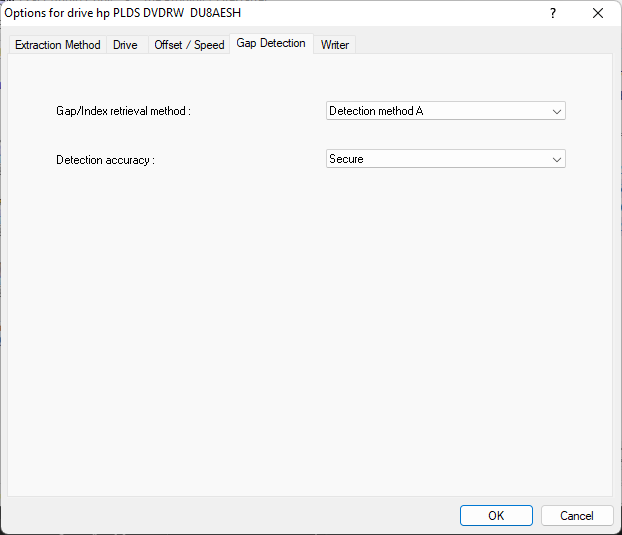 Options for drive hp PLDS DVDRW  DU8AESH ?
Extraction Method Drive Offset / Speed Gap Detection Writer
Gap/Index retrieval method : Detection method A
Detection accuracy : Secure
OK Cancel